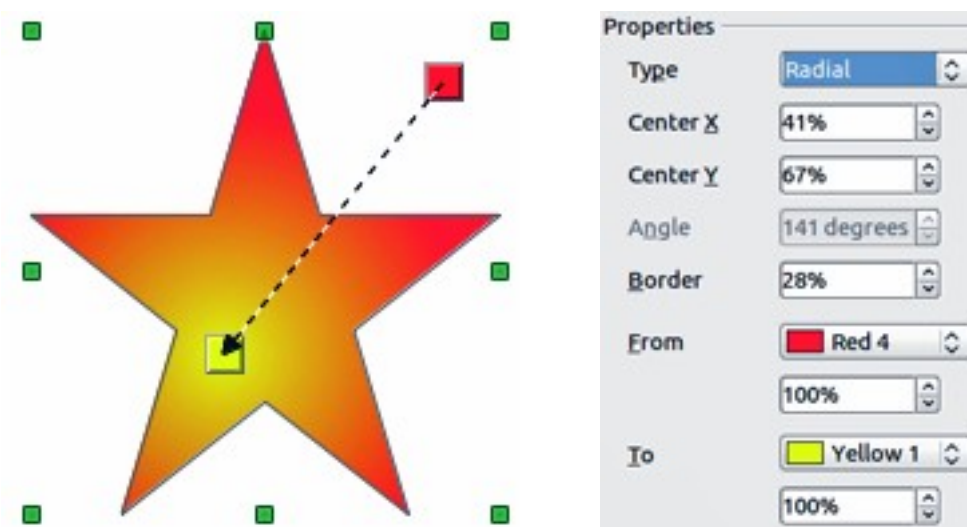 Properties
Type Radial
Center X 41%
Center Y 67%
Angle 141 degrees
Border 28%
From Red 4
100%
To Yellow 1
100%